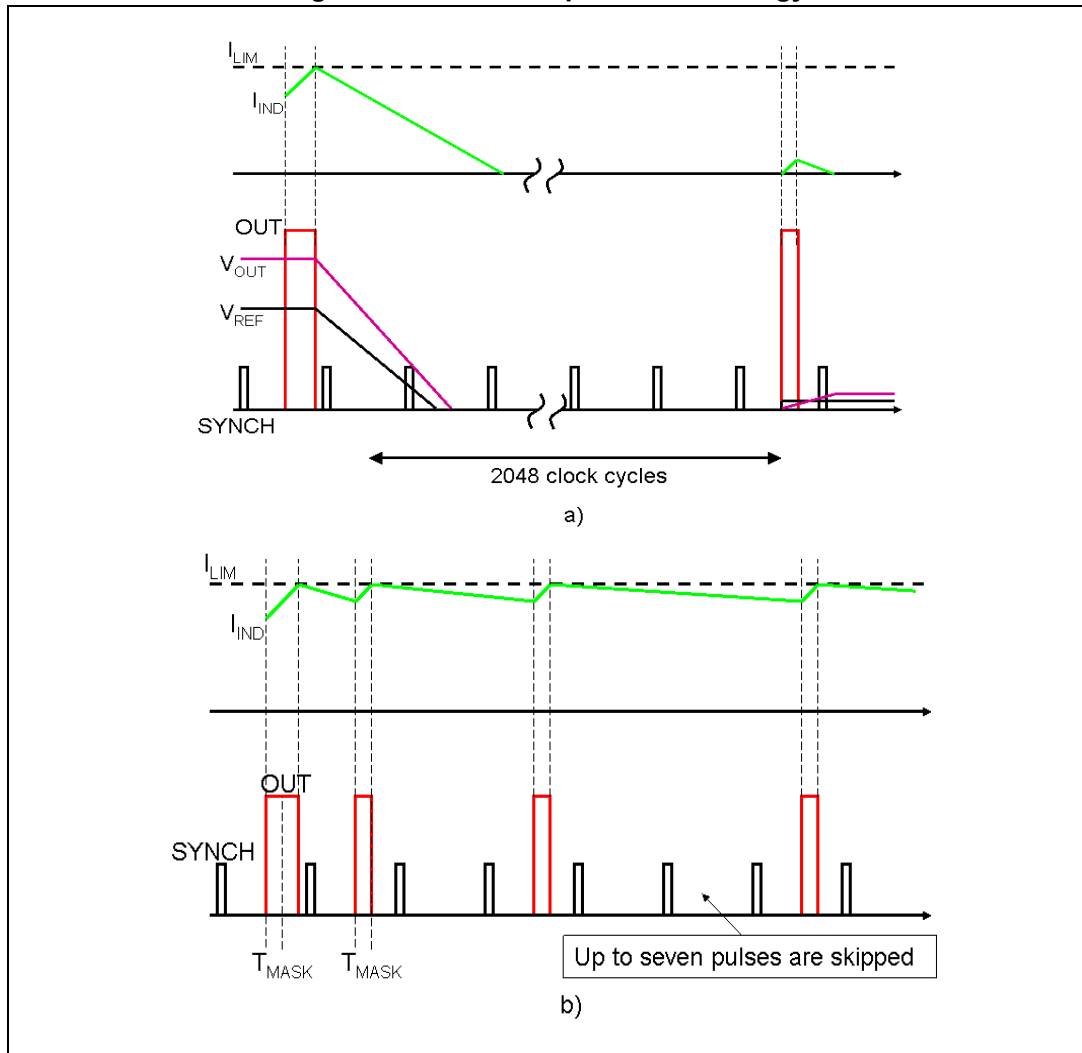 I_LIM
I_IND
OUT
V_OUT
V_REF
SYNCH
2048 clock cycles
a)
I_LIM
I_IND
OUT
SYNCH
Up to seven pulses are skipped
T_MASK T_MASK
b)